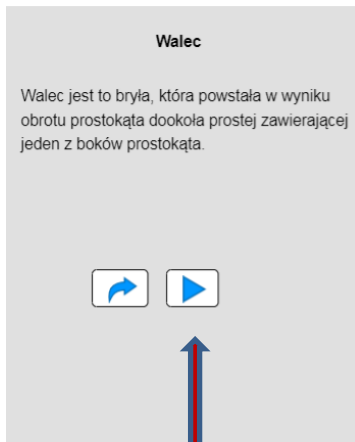 Walec
Walec jest to bryła, która powstała w wyniku
obrotu prostokąta dookoła prostej zawierającej
jeden z boków prostokąta.